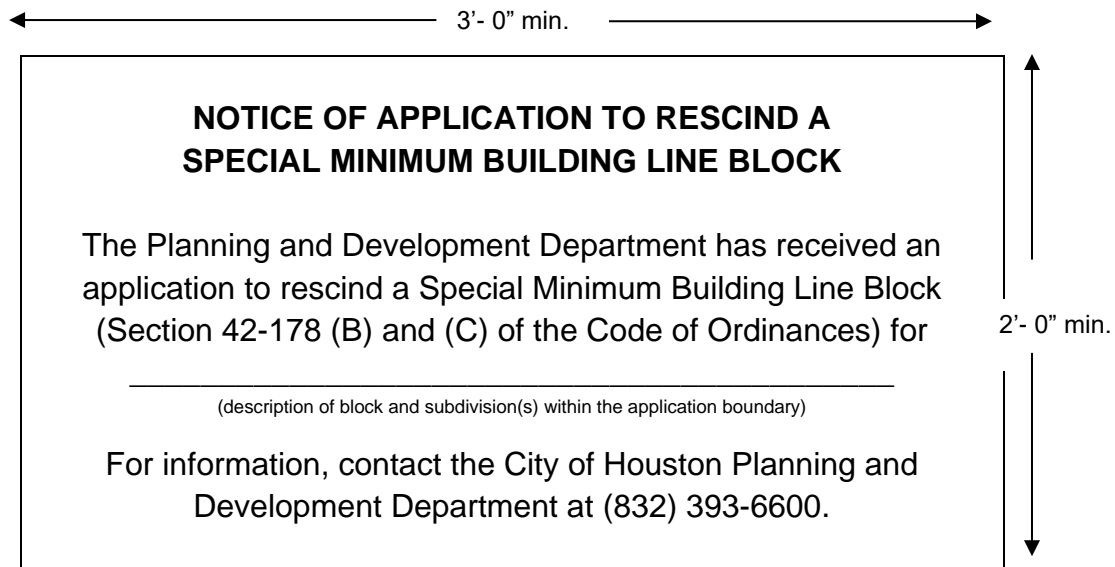 3’- 0” min.
NOTICE OF APPLICATION TO RESCIND A
SPECIAL MINIMUM BUILDING LINE BLOCK
The Planning and Development Department has received an
application to rescind a Special Minimum Building Line Block
(Section 42-178 (B) and (C) of the Code of Ordinances) for
2’- 0” min.
(description of block and subdivision(s) within the application boundary)
For information, contact the City of Houston Planning and
Development Department at (832) 393-6600.